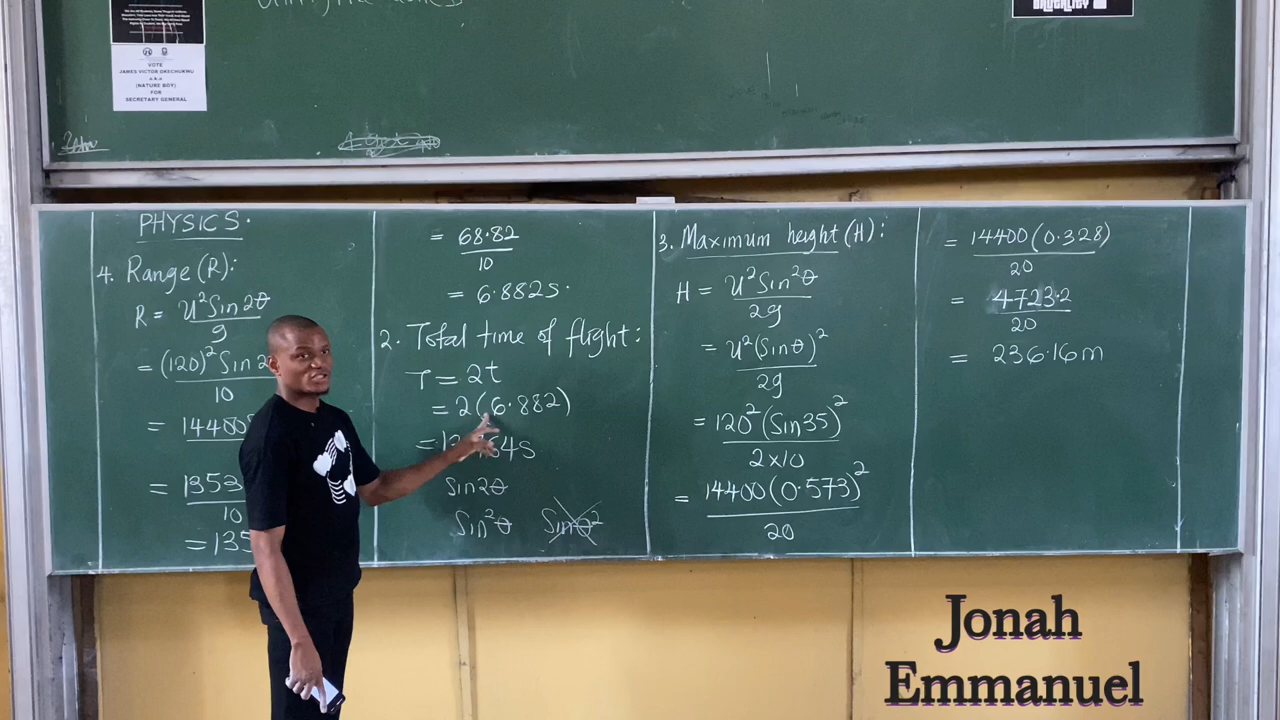 VOTE
JAMES VICTOR OKECHUKWU
a.k.a
(NATURE BOY)
FOR
SECRETARY GENERAL
BRUTALITY
PHYSICS.
4. Range (R):
R = U²Sin2θ
g
= (120)² Sin2
10
= 14400
= 1353
10
= 135
= 68.82
10
= 6.882s.
2. Total time of flight:
T = 2t
= 2(6.882)
= 13.764s
Sin2θ
Sin²θ Sinθ²
3. Maximum height (H):
H = U²Sin²θ
2g
= U²(Sinθ)²
2g
= 120²(Sin35)²
2×10
= 14400(0.573)²
20
= 14400(0.328)
20
= 4723.2
20
= 236.16m
Jonah
Emmanuel